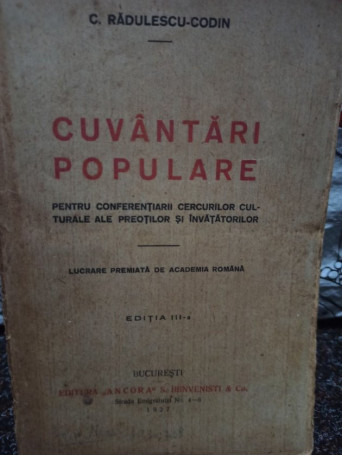 C. RĂDULESCU-CODIN
CUVÂNTĂRI
POPULARE
PENTRU CONFERENȚIARII CERCURILOR CUL-
TURALE ALE PREOȚILOR ȘI ÎNVĂȚĂTORILOR
LUCRARE PREMIATĂ DE ACADEMIA ROMÂNĂ
EDIȚIA III-a
BUCUREȘTI
EDITURA „ANCORA” S. BENVENISTI & Co.
1927